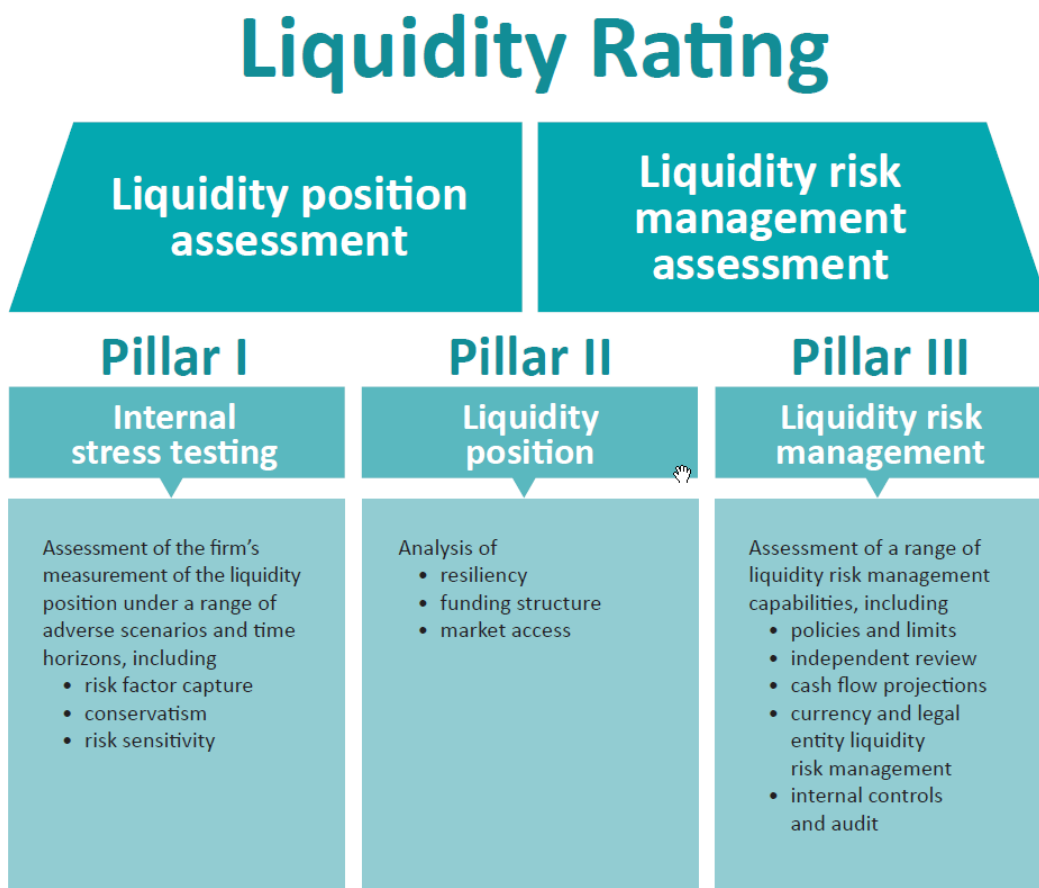 Liquidity Rating
Liquidity position
assessment
Liquidity risk
management
assessment
Pillar I
Internal
stress testing
Assessment of the firm’s
measurement of the liquidity
position under a range of
adverse scenarios and time
horizons, including
• risk factor capture
• conservatism
• risk sensitivity
Pillar II
Liquidity
position
Analysis of
• resiliency
• funding structure
• market access
Pillar III
Liquidity risk
management
Assessment of a range of
liquidity risk management
capabilities, including
• policies and limits
• independent review
• cash flow projections
• currency and legal
entity liquidity
risk management
• internal controls
and audit